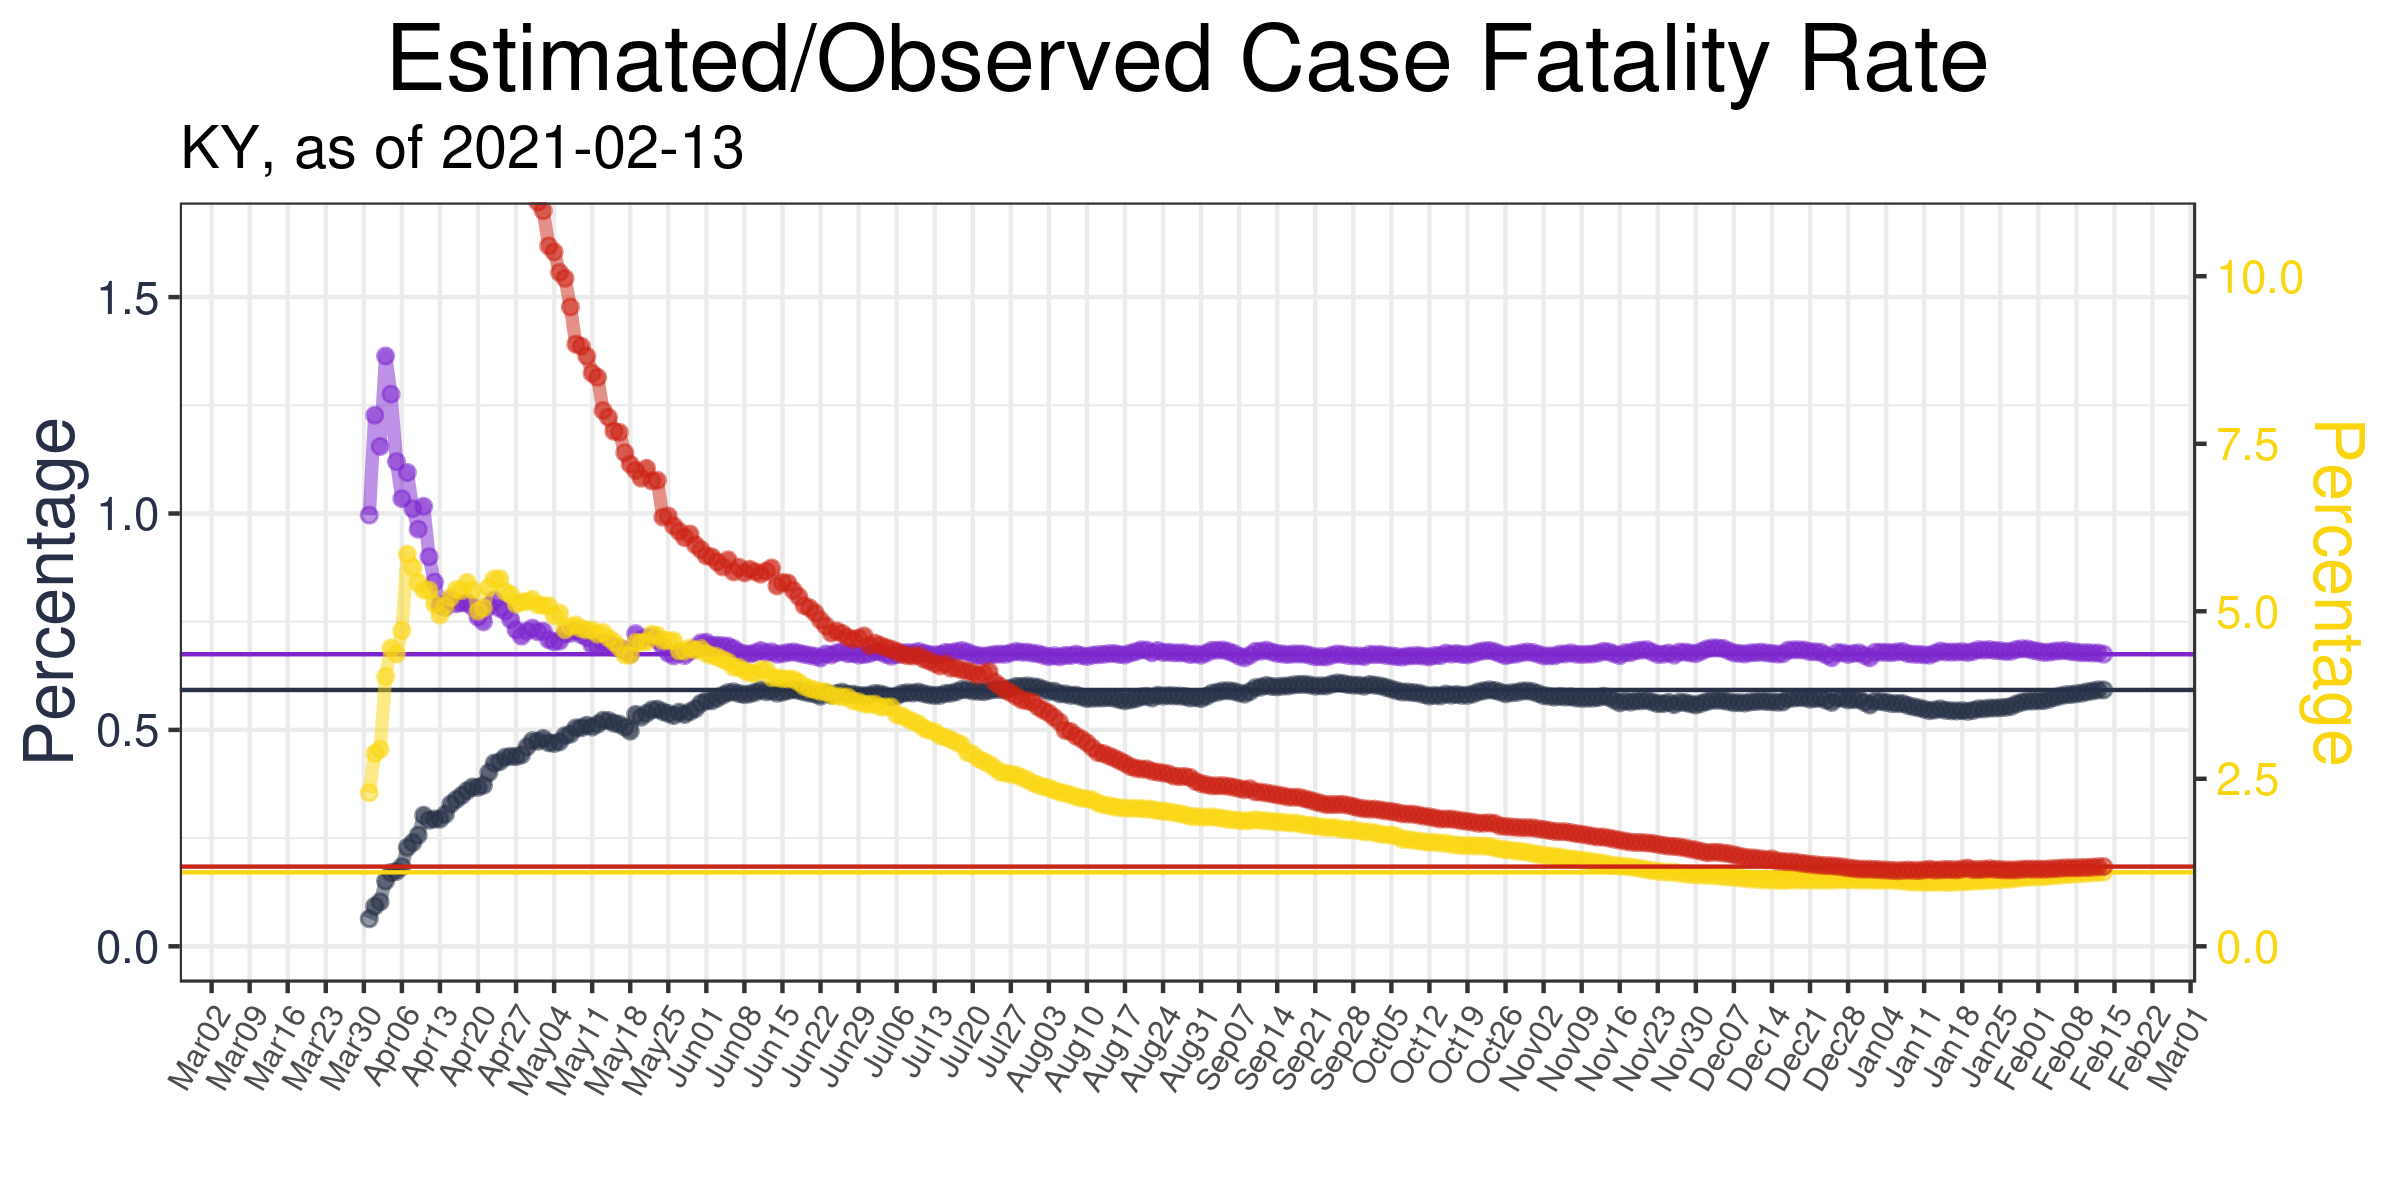 Estimated/Observed Case Fatality Rate
KY, as of 2021-02-13
Percentage
1.5
1.0
0.5
0.0
10.0
7.5
5.0
2.5
0.0
Percentage
Mar02
Mar09
Mar16
Mar23
Mar30
Apr06
Apr13
Apr20
Apr27
May04
May11
May18
May25
Jun01
Jun08
Jun15
Jun22
Jun29
Jul06
Jul13
Jul20
Jul27
Aug03
Aug10
Aug17
Aug24
Aug31
Sep07
Sep14
Sep21
Sep28
Oct05
Oct12
Oct19
Oct26
Nov02
Nov09
Nov16
Nov23
Nov30
Dec07
Dec14
Dec21
Dec28
Jan04
Jan11
Jan18
Jan25
Feb01
Feb08
Feb15
Feb22
Mar01